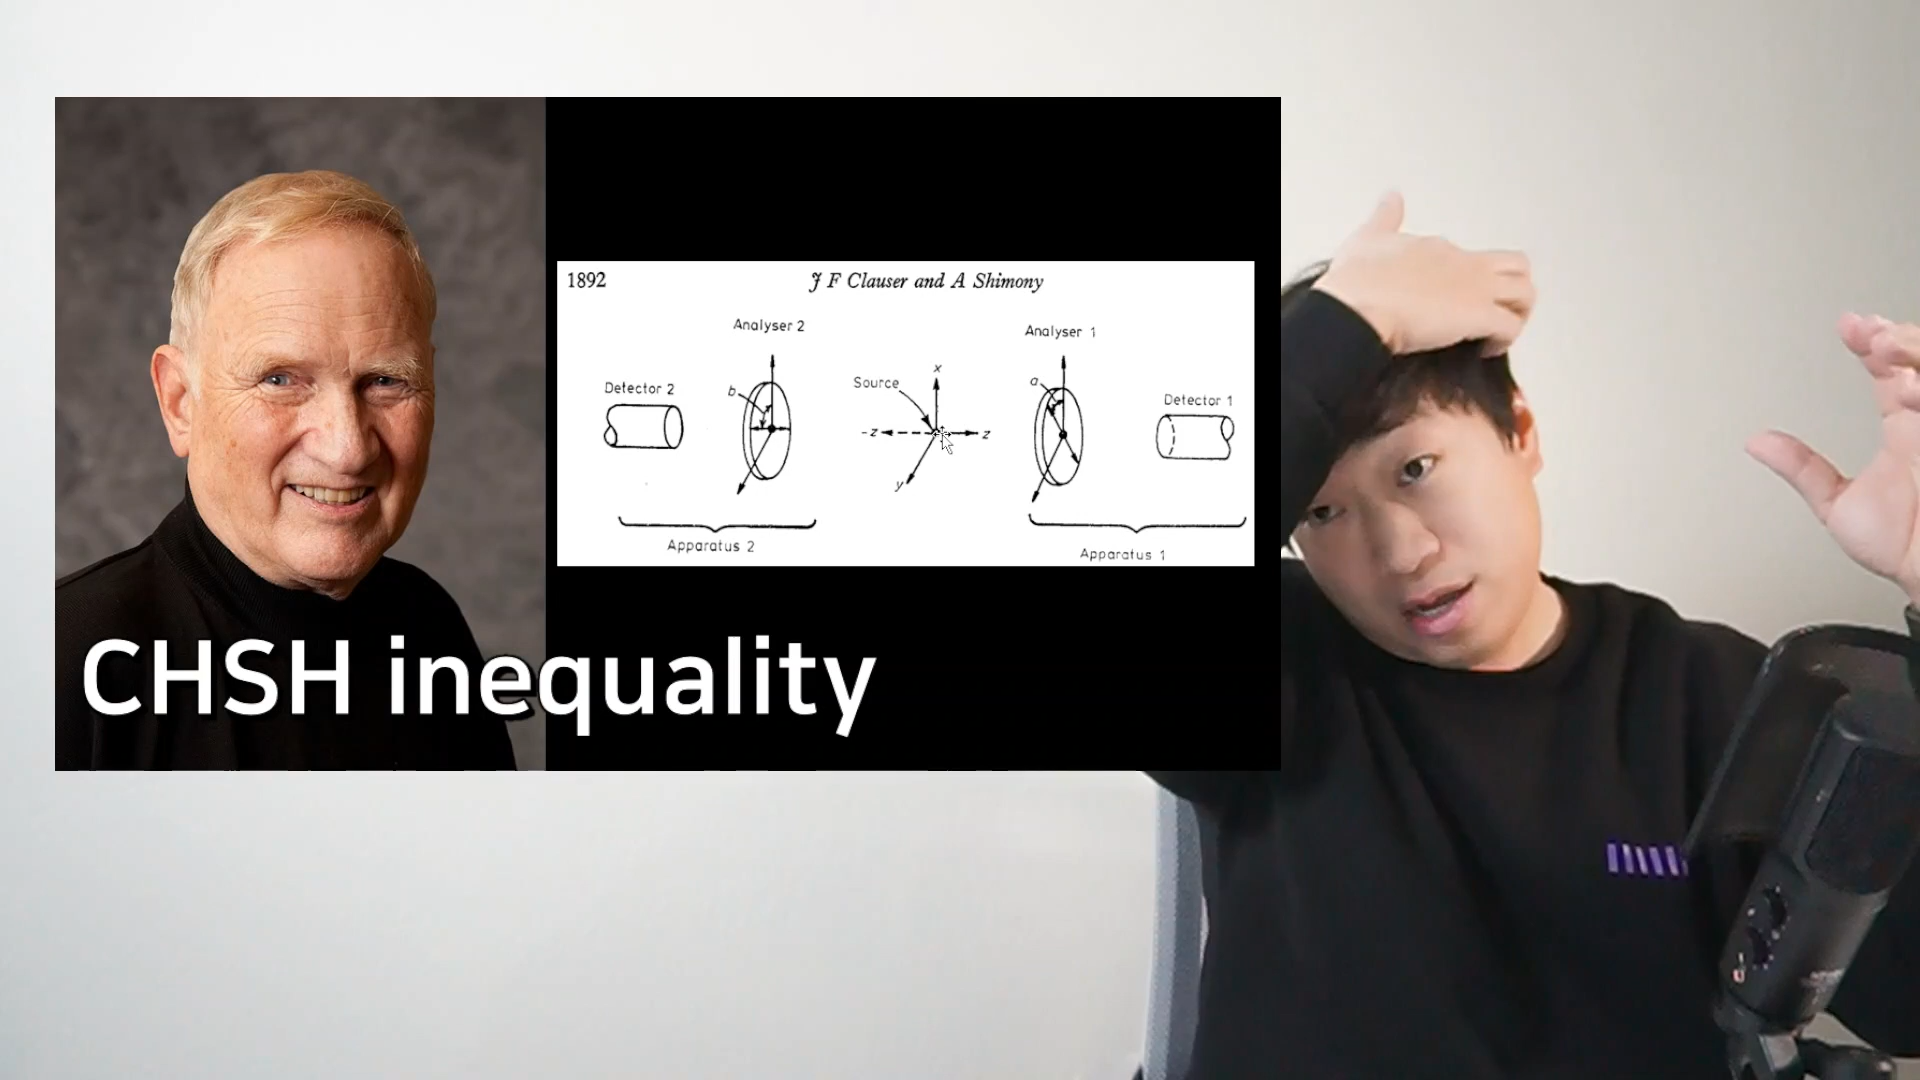 1892 J F Clauser and A Shimony
Analyser 2
Analyser 1
Detector 2
b
Source
x
a
Detector 1
-z
z
y
Apparatus 2
Apparatus 1
CHSH inequality